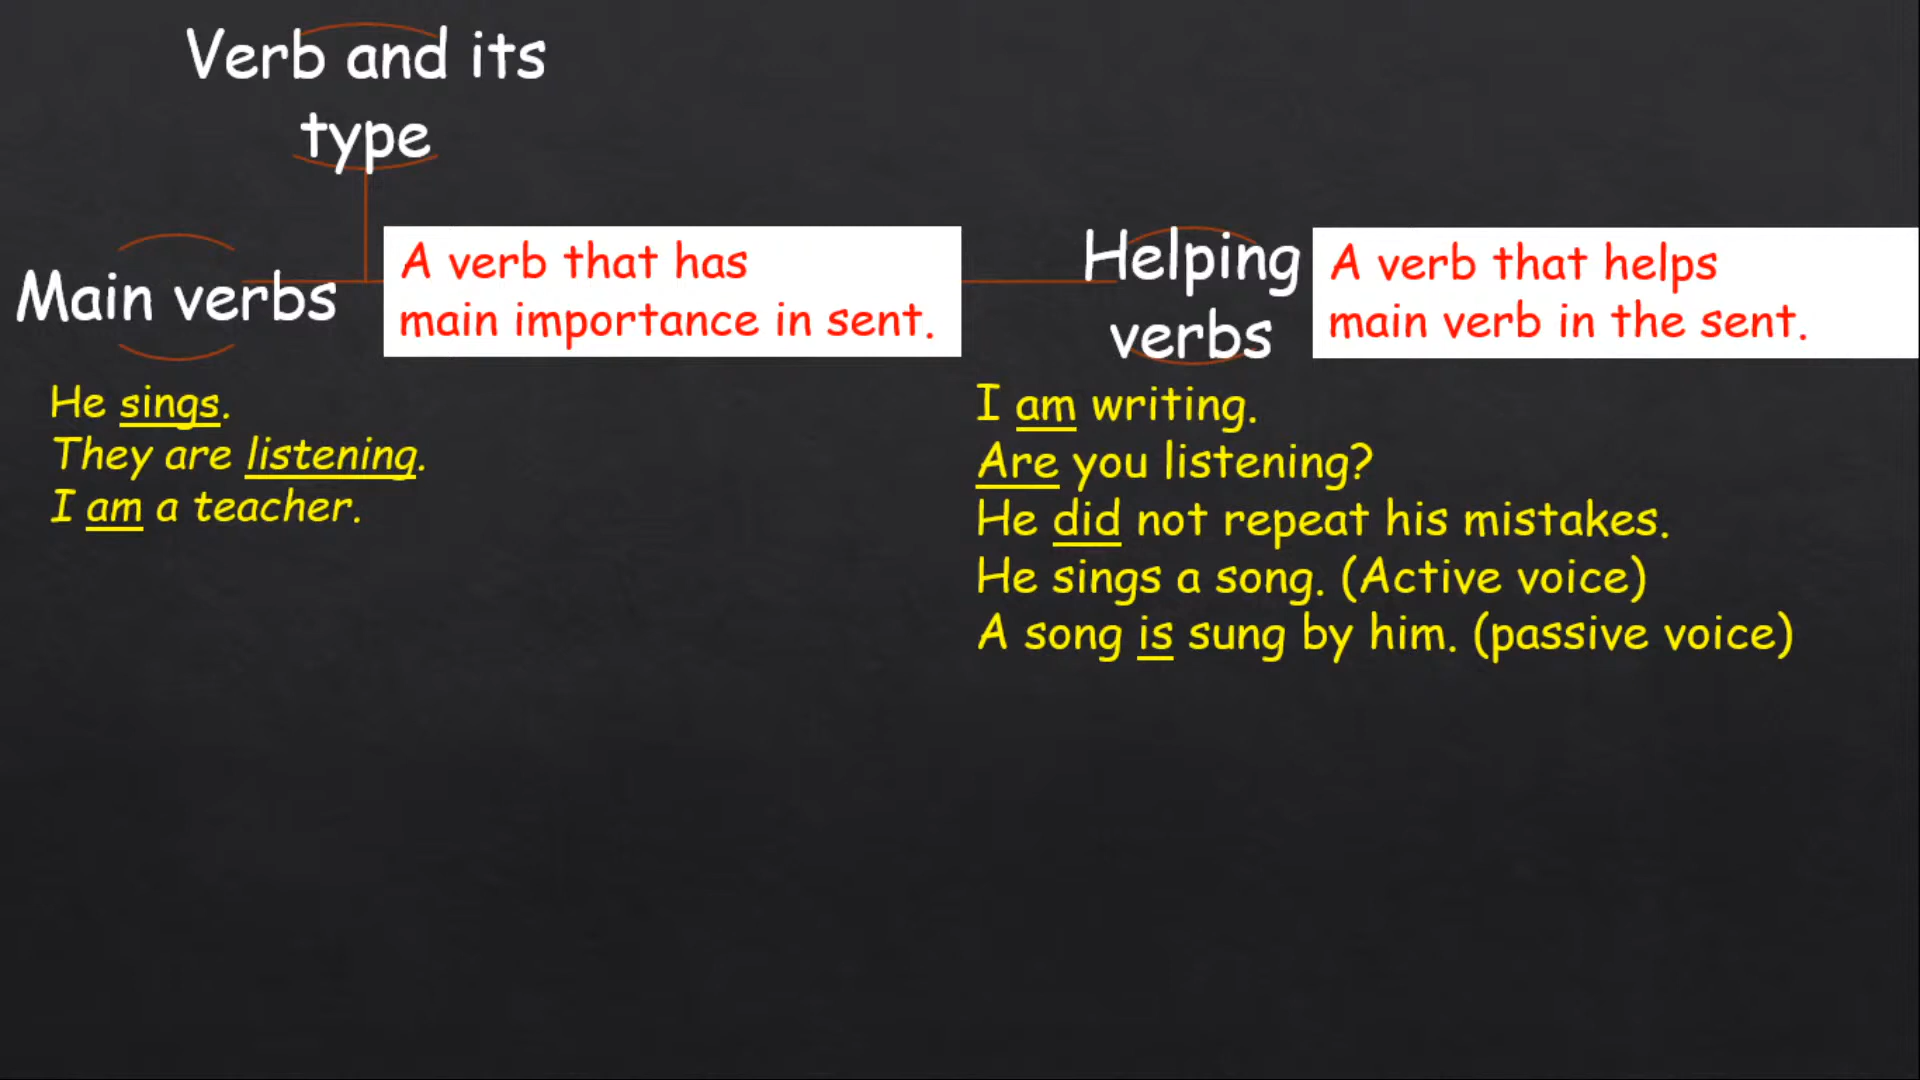 Verb and its
type
Main verbs
A verb that has
main importance in sent.
He sings.
They are listening.
I am a teacher.
Helping
verbs
A verb that helps
main verb in the sent.
I am writing.
Are you listening?
He did not repeat his mistakes.
He sings a song. (Active voice)
A song is sung by him. (passive voice)